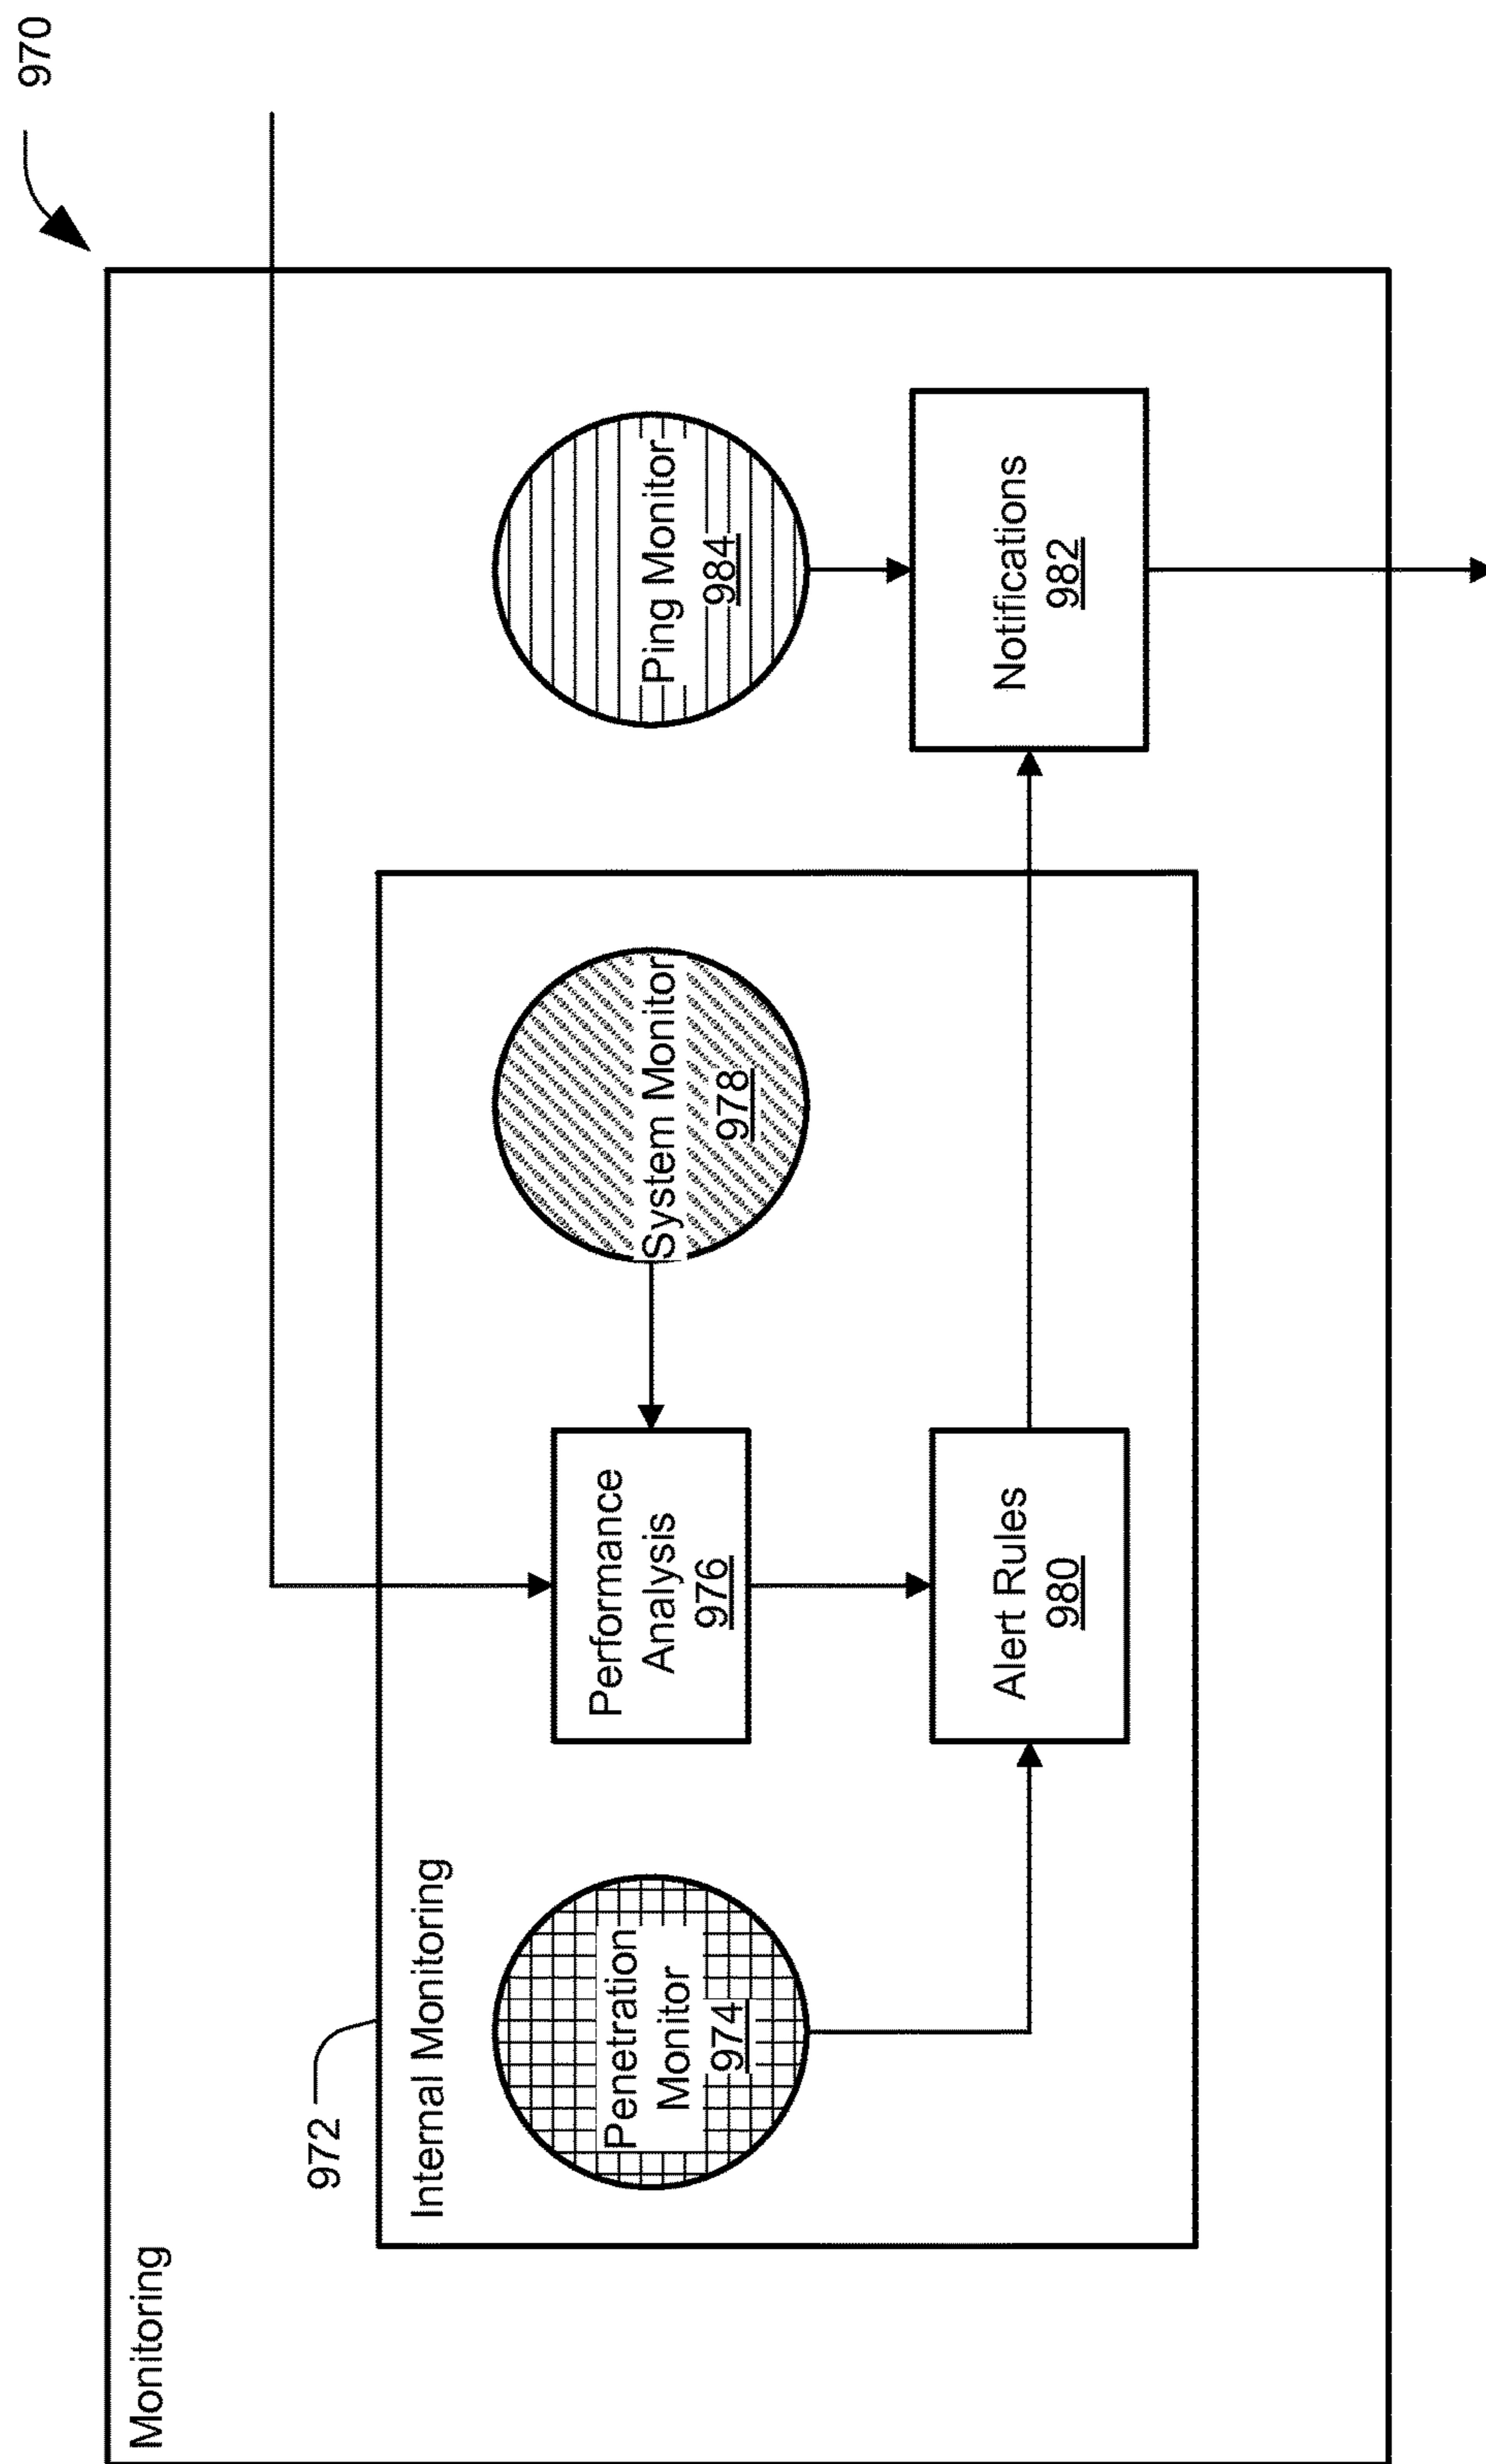 970
Monitoring
972
Internal Monitoring
Penetration
Monitor
974
Performance
Analysis
976
System Monitor
978
Ping Monitor
984
Alert Rules
980
Notifications
982